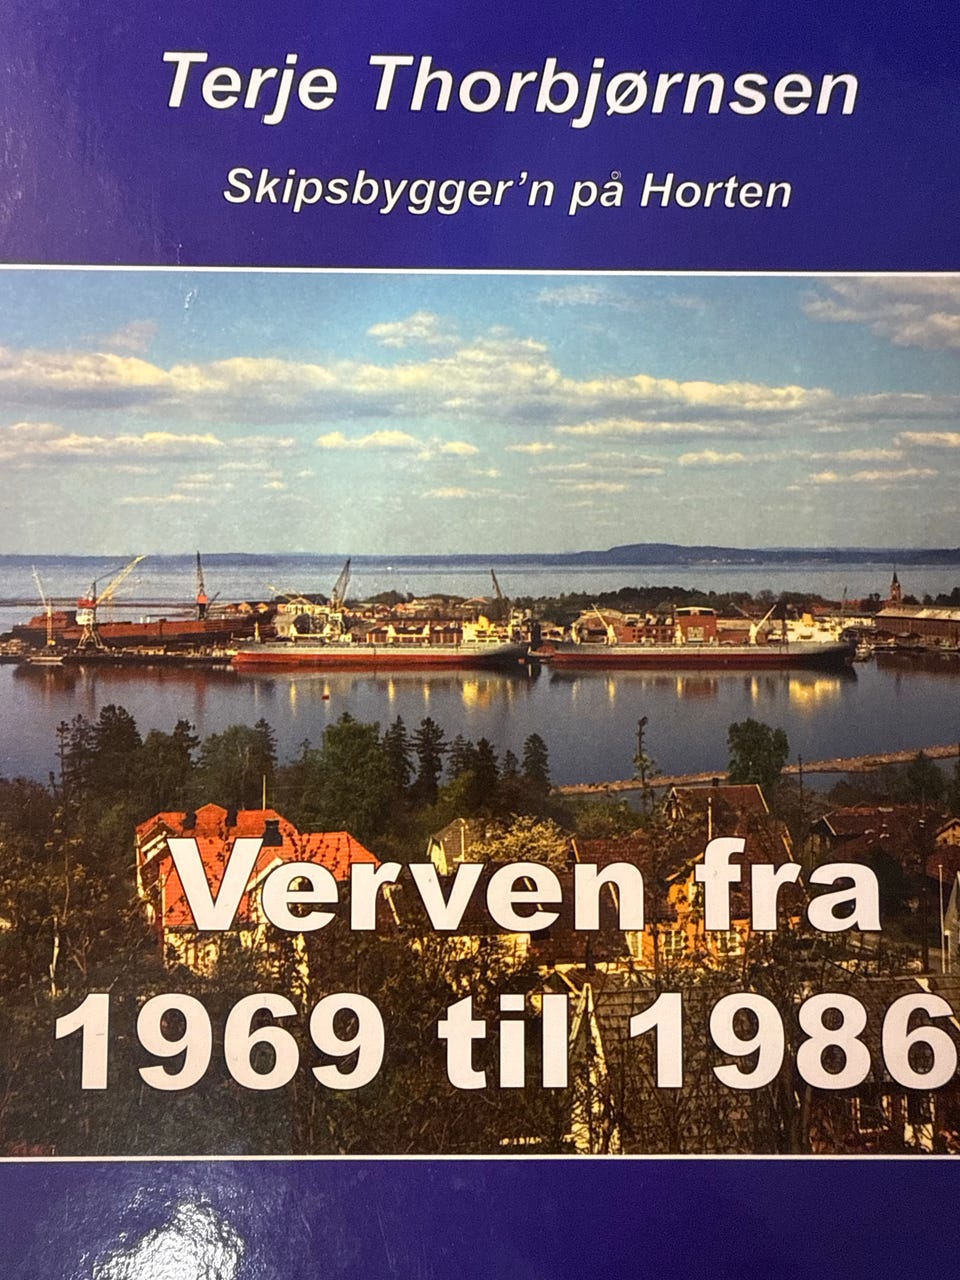 Terje Thorbjørnsen
Skipsbygger’n på Horten
Verven fra
1969 til 1986